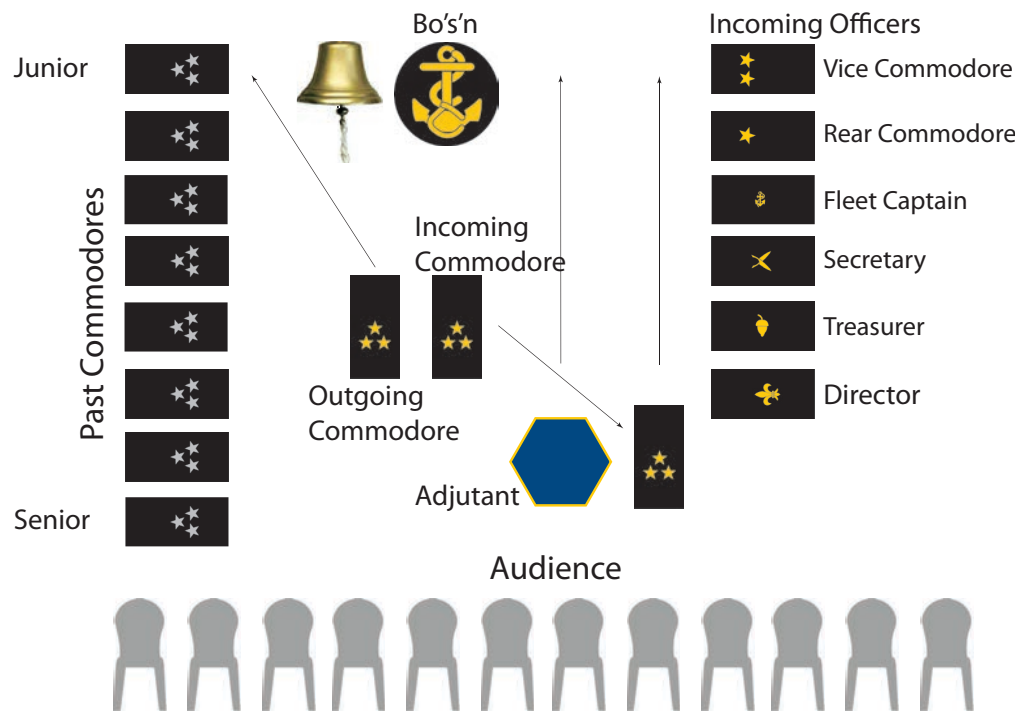 Bo's'n
Incoming Officers
Junior
Vice Commodore
Rear Commodore
Past Commodores
Fleet Captain
Incoming
Commodore
Secretary
Treasurer
Outgoing
Commodore
Director
Adjutant
Senior
Audience